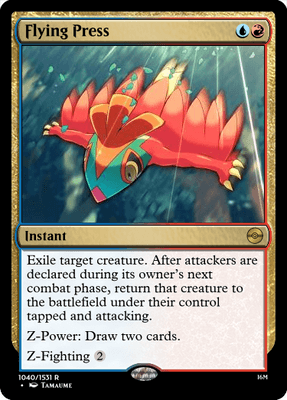 Flying Press
Instant
Exile target creature. After attackers are
declared during its owner's next
combat phase, return that creature to
the battlefield under their control
tapped and attacking.
Z-Power: Draw two cards.
Z-Fighting 2
1040/1531 R
I6M
• TAMAUME